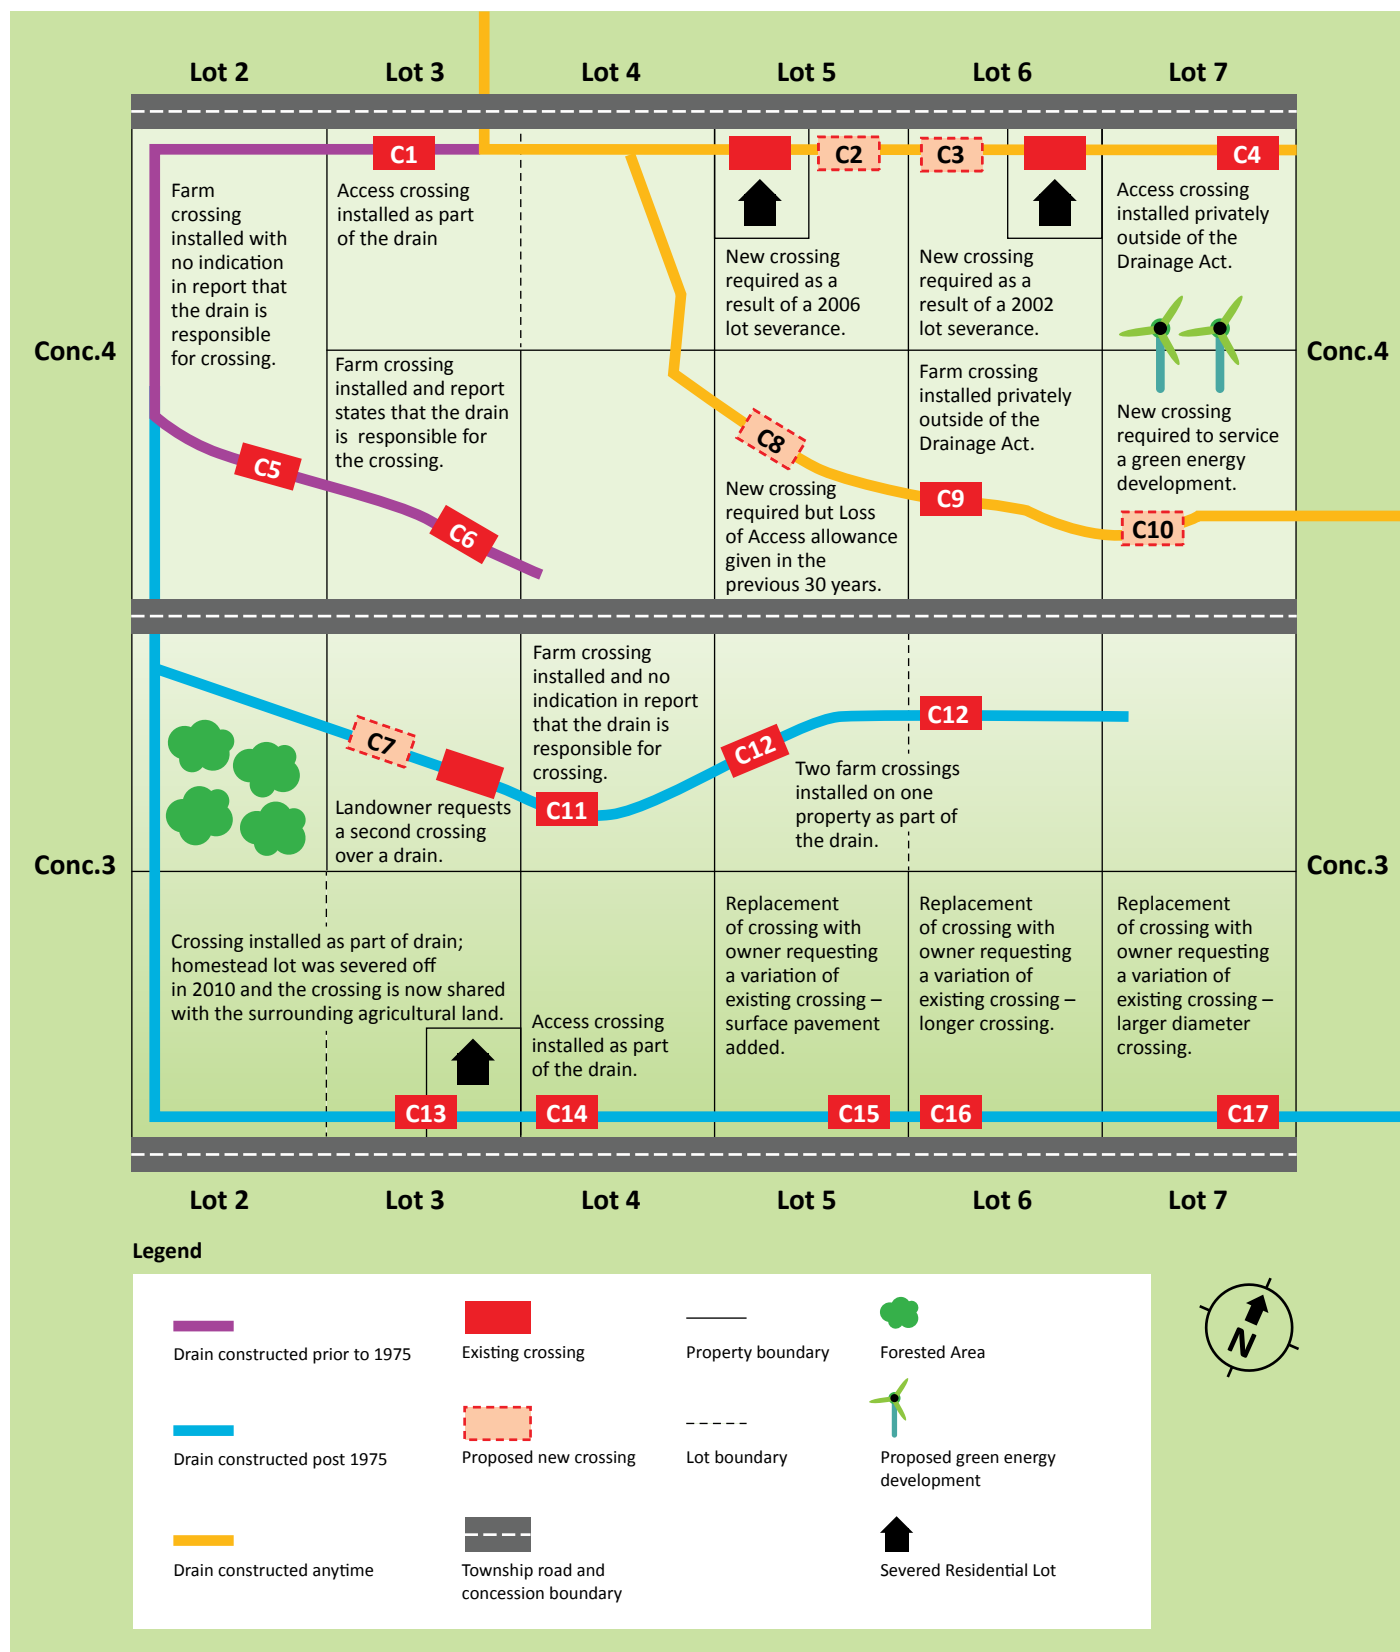 Lot 2
Lot 3
Lot 4
Lot 5
Lot 6
Lot 7
C1
C2
C3
C4
Farm
crossing
installed with
no indication
in report that
the drain is
responsible
for crossing.
Access crossing
installed as part
of the drain
New crossing
required as a
result of a 2006
lot severance.
New crossing
required as a
result of a 2002
lot severance.
Access crossing
installed privately
outside of the
Drainage Act.
Conc.4
Conc.4
Farm crossing
installed and report
states that the drain
is responsible for
the crossing.
Farm crossing
installed privately
outside of the
Drainage Act.
New crossing
required to service
a green energy
development.
C5
C6
C8
C9
C10
New crossing
required but Loss
of Access allowance
given in the
previous 30 years.
Farm crossing
installed and no
indication in report
that the drain is
responsible for
crossing.
C7
C11
C12
C12
Landowner requests
a second crossing
over a drain.
Two farm crossings
installed on one
property as part of
the drain.
Conc.3
Conc.3
Crossing installed as part of drain;
homestead lot was severed off
in 2010 and the crossing is now shared
with the surrounding agricultural land.
Access crossing
installed as part
of the drain.
Replacement
of crossing with
owner requesting
a variation of
existing crossing –
surface pavement
added.
Replacement
of crossing with
owner requesting
a variation of
existing crossing –
longer crossing.
Replacement
of crossing with
owner requesting
a variation of
existing crossing –
larger diameter
crossing.
C13
C14
C15
C16
C17
Lot 2
Lot 3
Lot 4
Lot 5
Lot 6
Lot 7
Legend
Drain constructed prior to 1975
Existing crossing
Property boundary
Forested Area
Drain constructed post 1975
Proposed new crossing
Lot boundary
Proposed green energy
development
Drain constructed anytime
Township road and
concession boundary
Severed Residential Lot
N